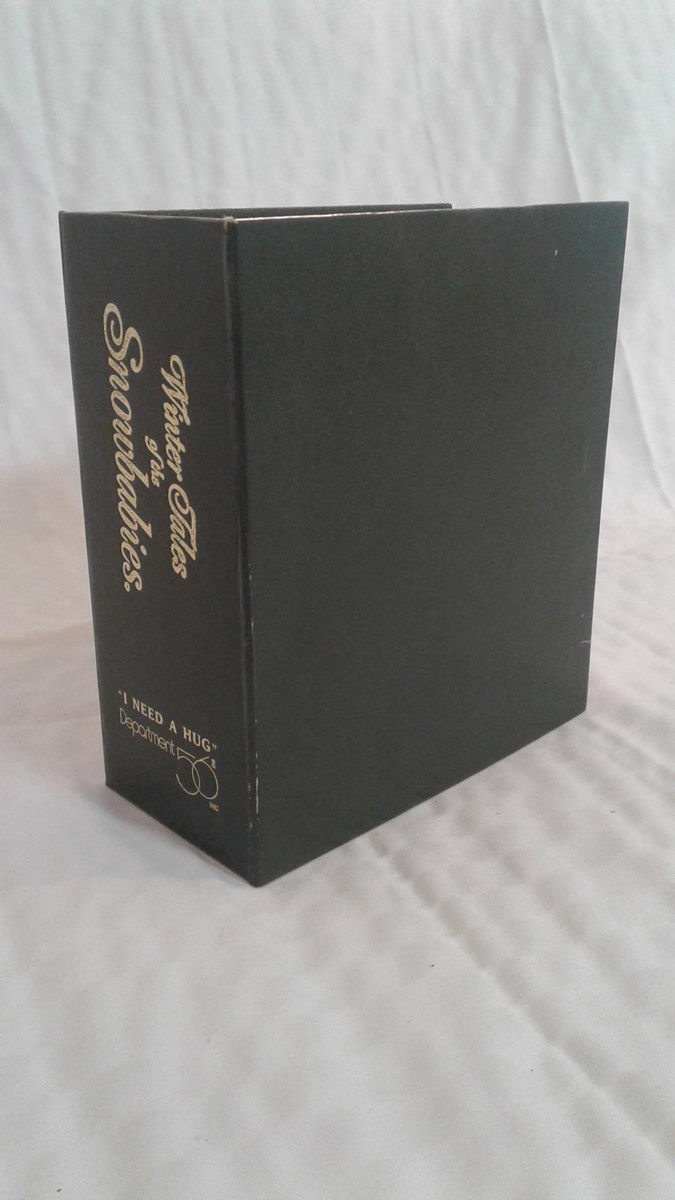 Winter Tales
of the
Snowbabies®
"I NEED A HUG"
Department 56®
INC